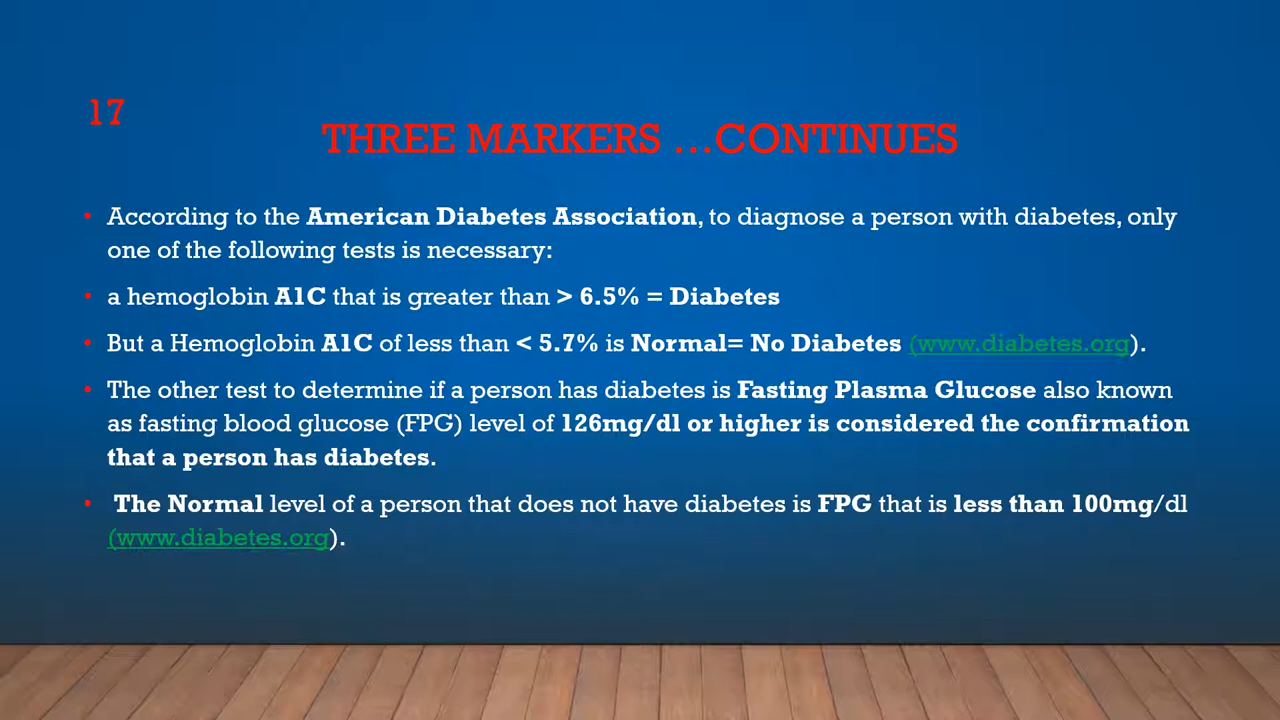 17
THREE MARKERS ...CONTINUES
• According to the American Diabetes Association, to diagnose a person with diabetes, only
one of the following tests is necessary:
• a hemoglobin A1C that is greater than > 6.5% = Diabetes
• But a Hemoglobin A1C of less than < 5.7% is Normal= No Diabetes (www.diabetes.org).
• The other test to determine if a person has diabetes is Fasting Plasma Glucose also known
as fasting blood glucose (FPG) level of 126mg/dl or higher is considered the confirmation
that a person has diabetes.
• The Normal level of a person that does not have diabetes is FPG that is less than 100mg/dl
(www.diabetes.org).